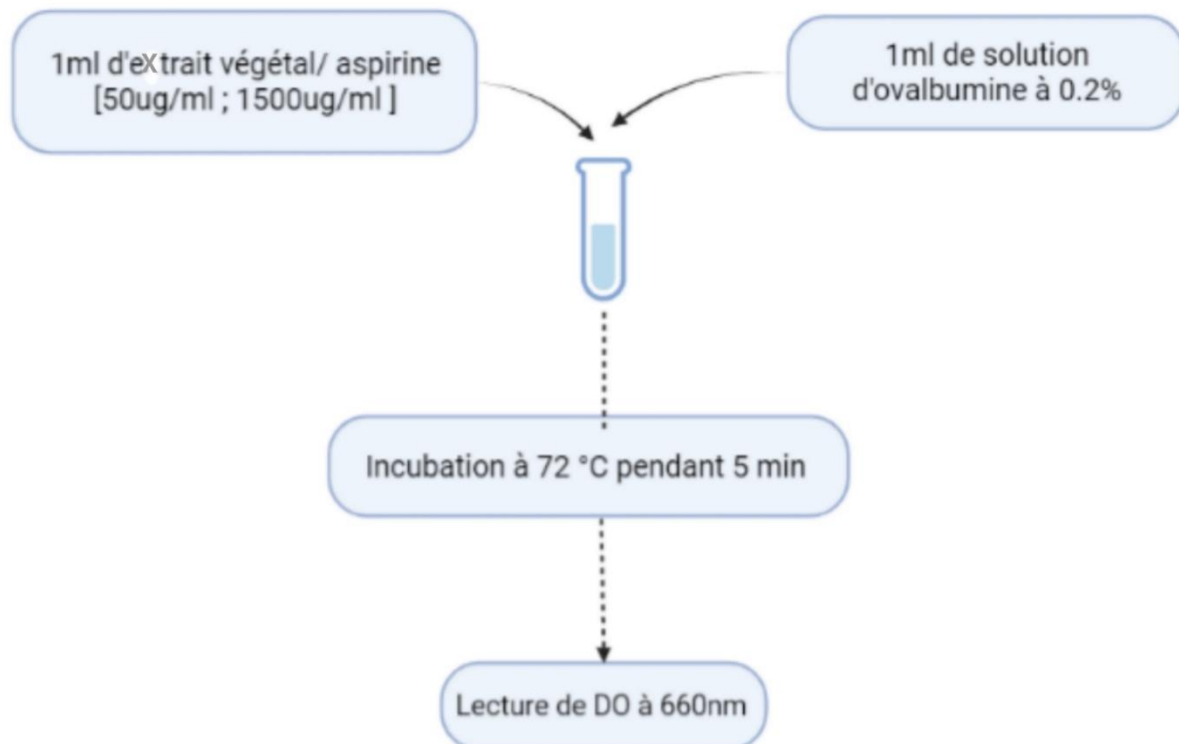 1ml d'extrait végétal/ aspirine
[50ug/ml ; 1500ug/ml ]
1ml de solution
d'ovalbumine à 0.2%
Incubation à 72 °C pendant 5 min
Lecture de DO à 660nm